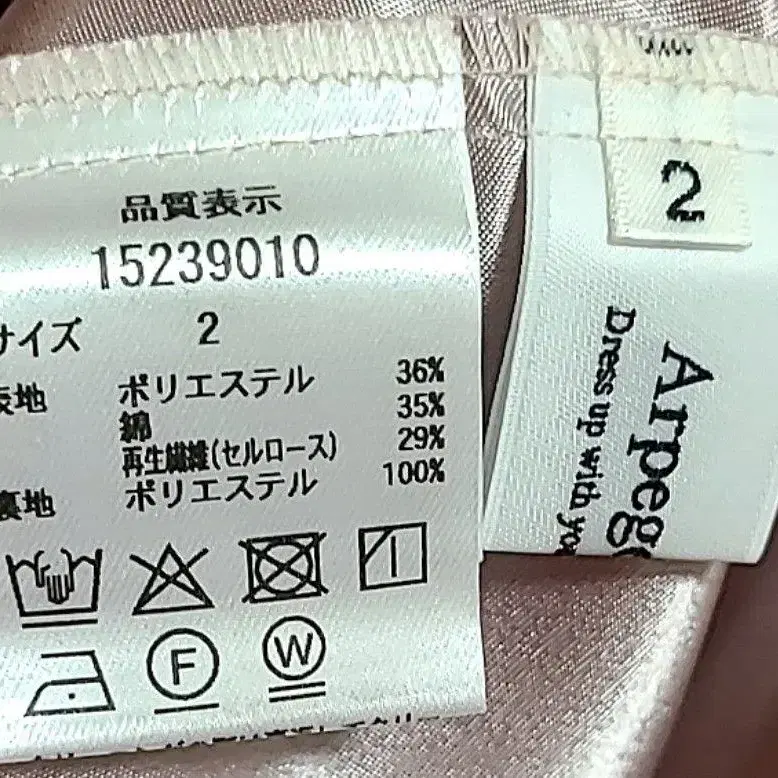 品質表示
15239010
サイズ 2
表地 ポリエステル 36%
綿 35%
再生繊維(セルロース) 29%
裏地 ポリエステル 100%
F
W
2
Arpeg
Dress up with yo